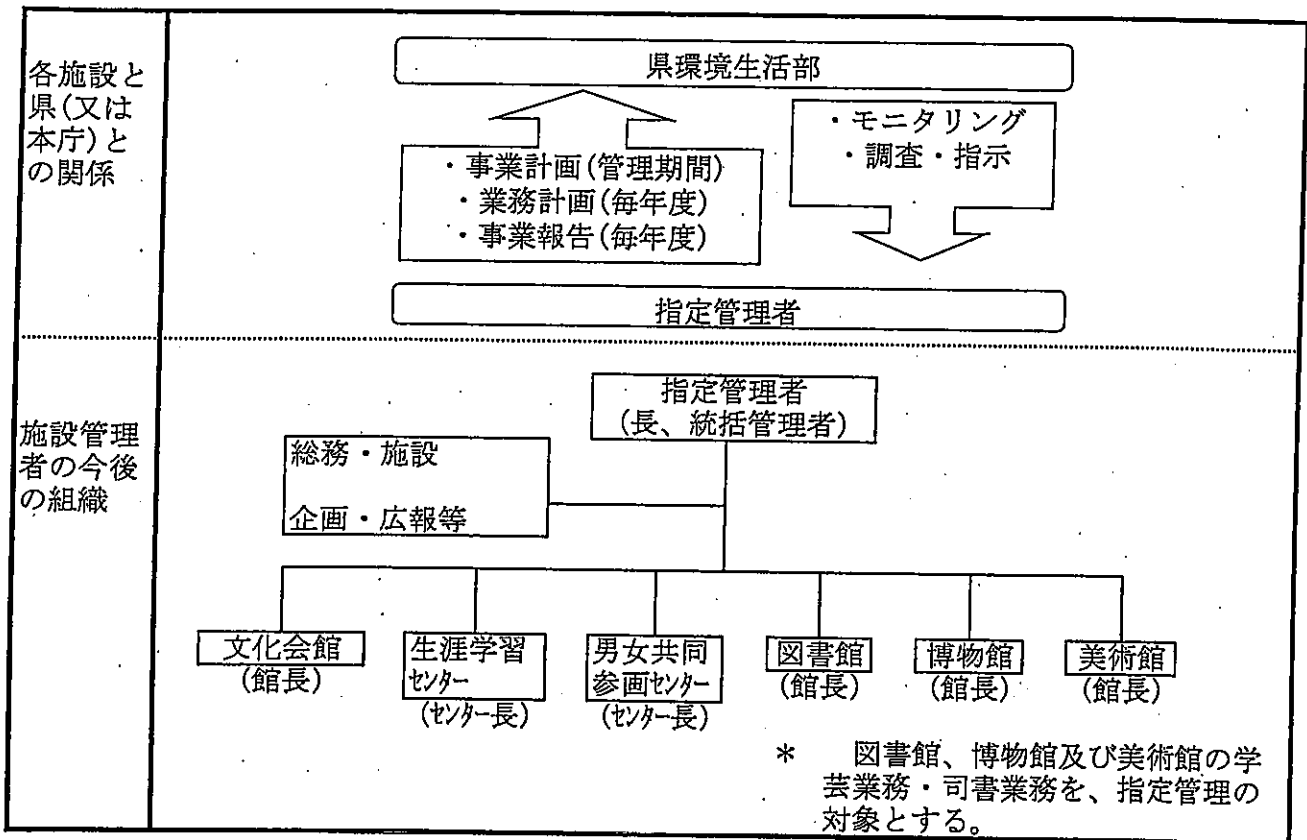 各施設と
県(又は
本庁)と
の関係
県環境生活部
・事業計画(管理期間)
・業務計画(毎年度)
・事業報告(毎年度)
・モニタリング
・調査・指示
指定管理者
施設管理
者の今後
の組織
指定管理者
(長、統括管理者)
総務・施設
企画・広報等
文化会館
(館長)
生涯学習
センター
(センター長)
男女共同
参画センター
(センター長)
図書館
(館長)
博物館
(館長)
美術館
(館長)
* 図書館、博物館及び美術館の学
芸業務・司書業務を、指定管理の
対象とする。